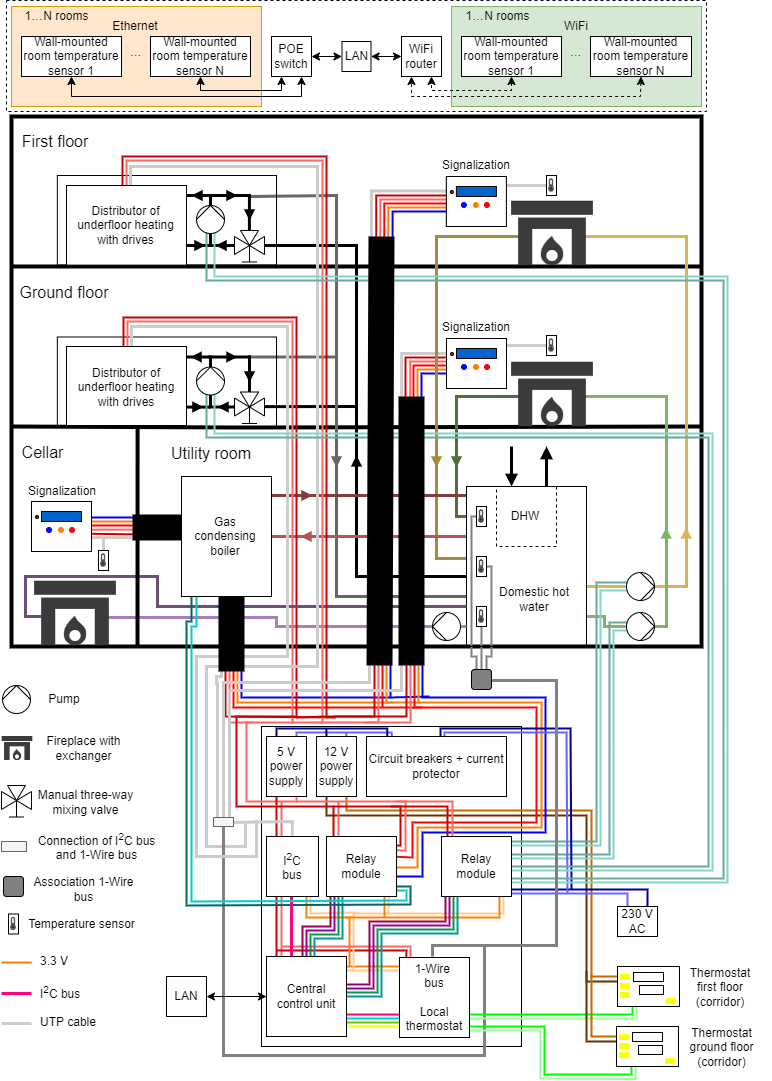 1...N rooms
Ethernet
Wall-mounted
room temperature
sensor 1
...
Wall-mounted
room temperature
sensor N
POE
switch
LAN
WiFi
router
1...N rooms
WiFi
Wall-mounted
room temperature
sensor 1
...
Wall-mounted
room temperature
sensor N
First floor
Distributor of
underfloor heating
with drives
Signalization
Ground floor
Distributor of
underfloor heating
with drives
Signalization
Cellar
Signalization
Utility room
Gas
condensing
boiler
DHW
Domestic hot
water
Pump
Fireplace with
exchanger
Manual three-way
mixing valve
Connection of I²C bus
and 1-Wire bus
Association 1-Wire
bus
Temperature sensor
3.3 V
I²C bus
UTP cable
5 V
power
supply
12 V
power
supply
Circuit breakers + current
protector
I²C
bus
Relay
module
Relay
module
230 V
AC
LAN
Central
control unit
1-Wire
bus
Local
thermostat
Thermostat
first floor
(corridor)
Thermostat
ground floor
(corridor)